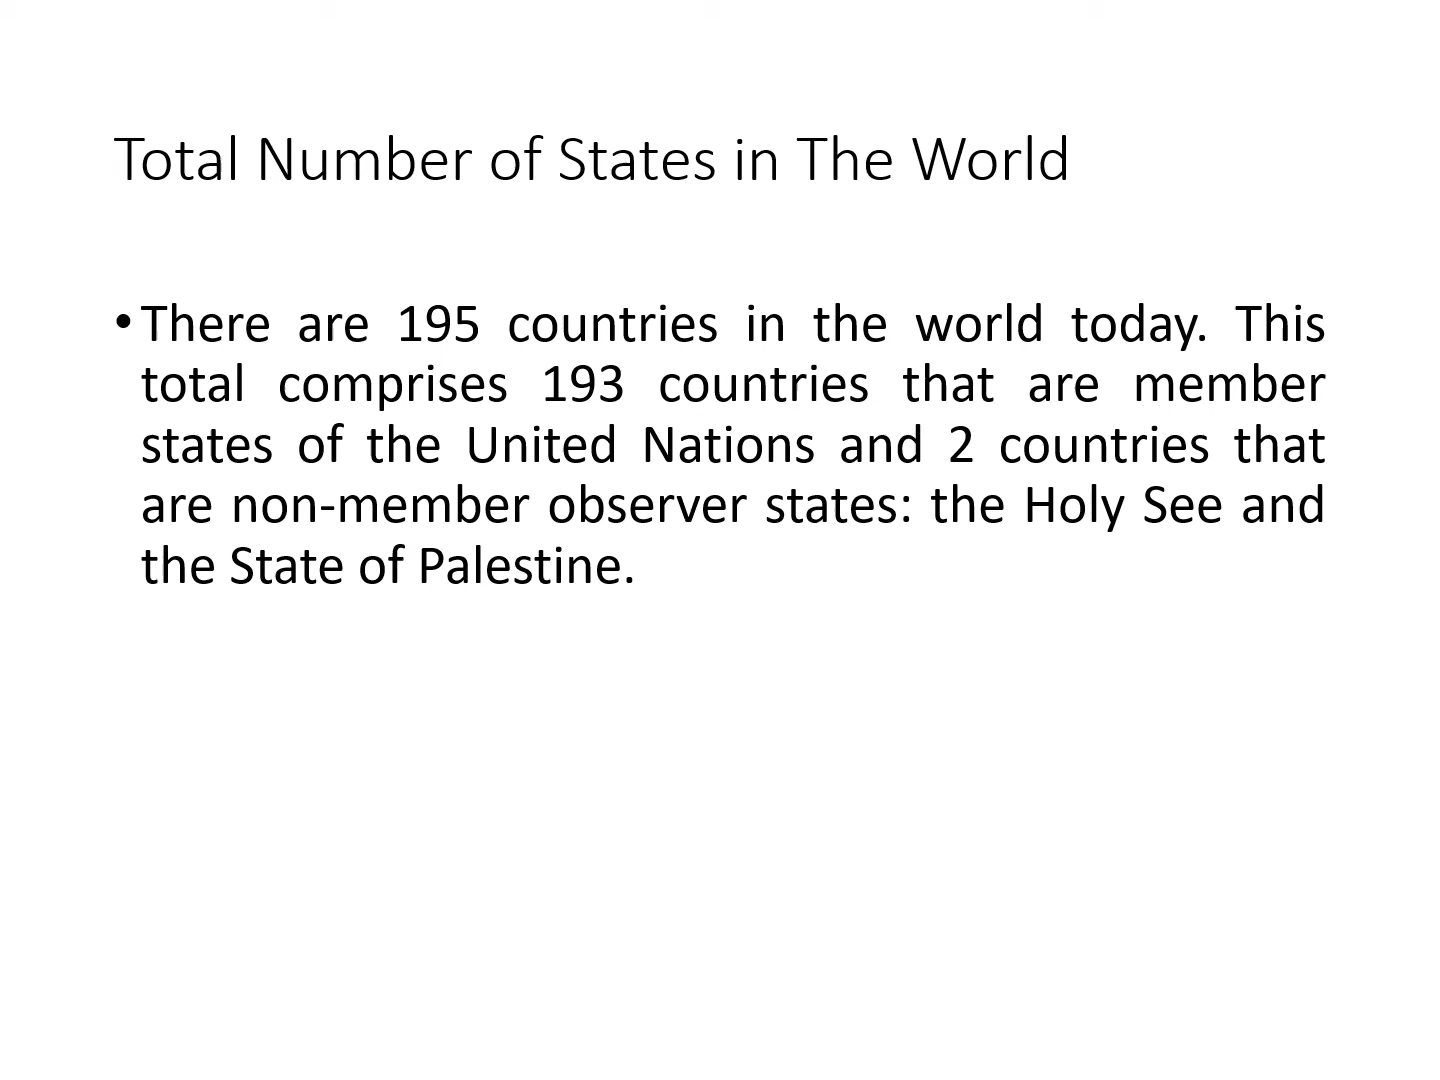 Total Number of States in The World
•There are 195 countries in the world today. This
total comprises 193 countries that are member
states of the United Nations and 2 countries that
are non-member observer states: the Holy See and
the State of Palestine.